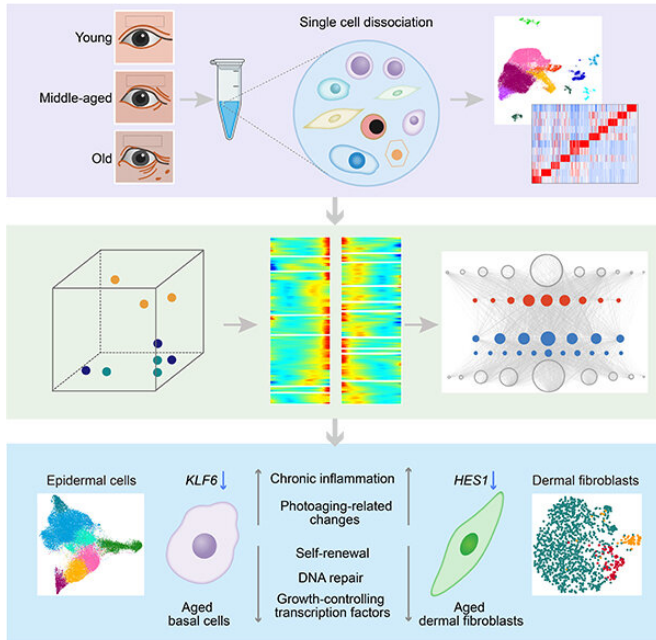 Young
Single cell dissociation
Middle-aged
Old
Epidermal cells
KLF6
Chronic inflammation
HES1
Dermal fibroblasts
Photoaging-related
changes
Self-renewal
DNA repair
Growth-controlling
transcription factors
Aged
basal cells
Aged
dermal fibroblasts